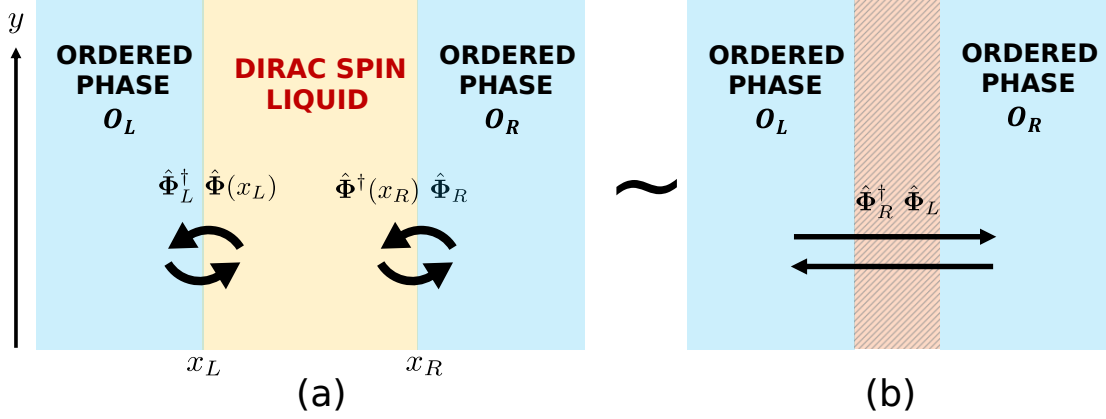 y
ORDERED
PHASE
O_L
DIRAC SPIN
LIQUID
ORDERED
PHASE
O_R
Φ̂†_L Φ̂(x_L)
Φ̂†(x_R) Φ̂_R
x_L
x_R
(a)
~
ORDERED
PHASE
O_L
ORDERED
PHASE
O_R
Φ̂†_R Φ̂_L
(b)